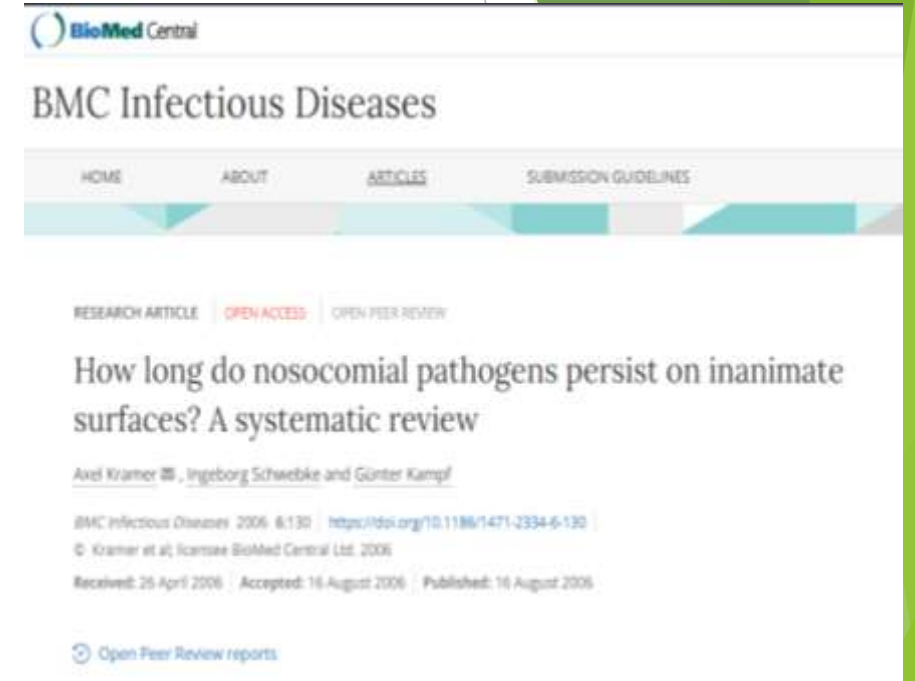 BioMed Central
BMC Infectious Diseases
HOME ABOUT ARTICLES SUBMISSION GUIDELINES
RESEARCH ARTICLE OPEN ACCESS OPEN PEER REVIEW
How long do nosocomial pathogens persist on inanimate
surfaces? A systematic review
Axel Kramer ✉, Ingeborg Schwebke and Günter Kampf
BMC Infectious Diseases 2006 6:130 https://doi.org/10.1186/1471-2334-6-130
© Kramer et al; licensee BioMed Central Ltd. 2006
Received: 26 April 2006 Accepted: 16 August 2006 Published: 16 August 2006
Open Peer Review reports